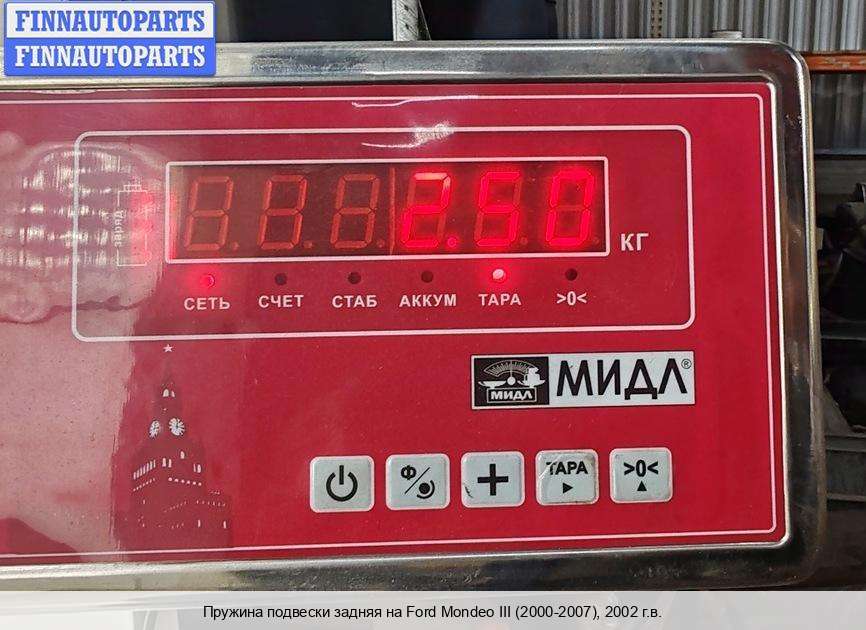 FINNAUTOPARTS
FINNAUTOPARTS
заряд
2.50
КГ
СЕТЬ СЧЕТ СТАБ АККУМ ТАРА >0<
МИДЛ МИДЛ®
Ф ТАРА >0<
Пружина подвески задняя на Ford Mondeo III (2000-2007), 2002 г.в.